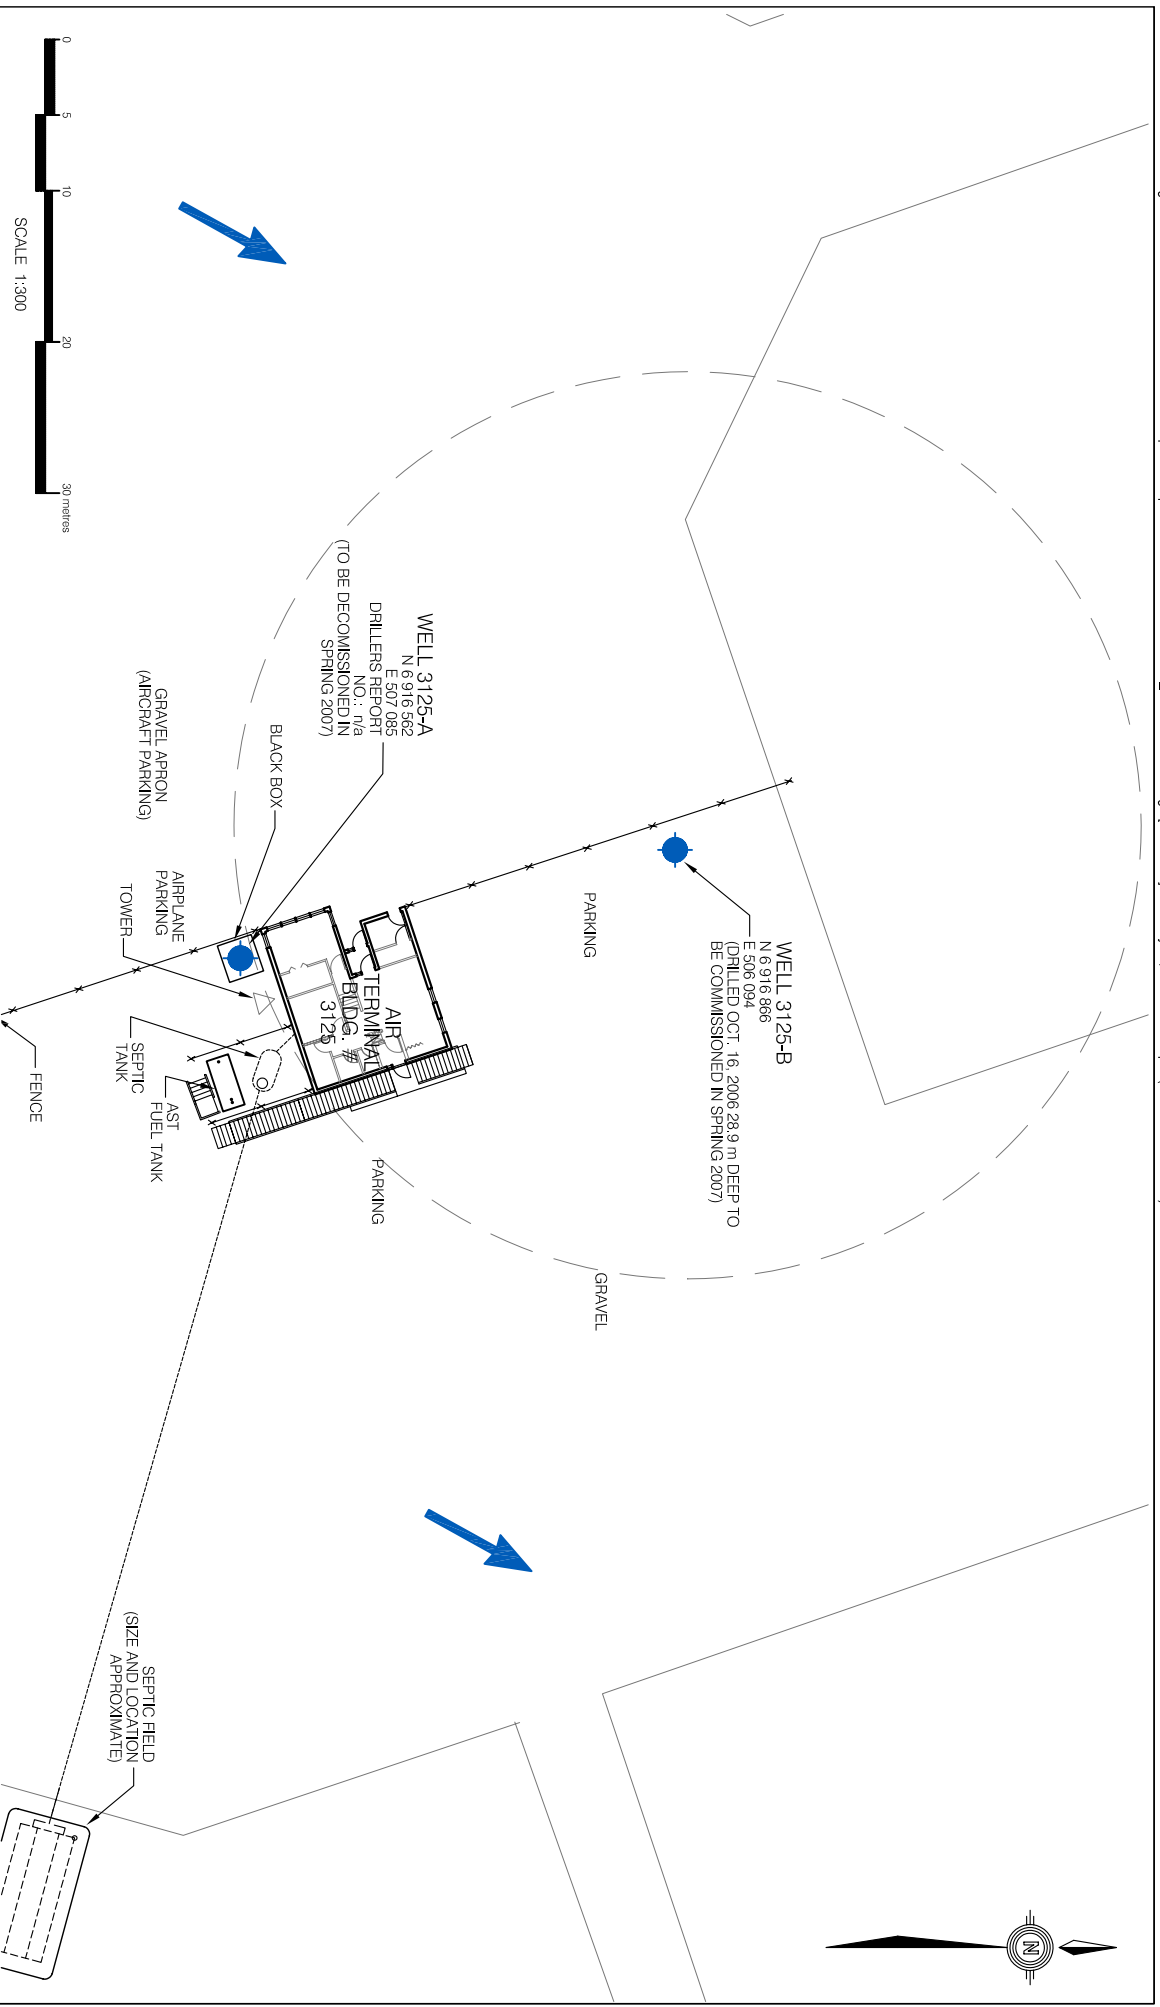 WELL 3125-B
N 6 916 866
E 506 094
(DRILLED OCT. 16, 2006 28.9 m DEEP TO
BE COMMISSIONED IN SPRING 2007)
PARKING
GRAVEL
WELL 3125-A
N 6 916 562
E 507 085
DRILLERS REPORT
NO.: n/a
(TO BE DECOMISSIONED IN
SPRING 2007)
AIR
TERMINAL
BLDG. #
3125
PARKING
BLACK BOX
GRAVEL APRON
(AIRCRAFT PARKING)
AIRPLANE
PARKING
TOWER
SEPTIC
TANK
AST
FUEL TANK
FENCE
SEPTIC FIELD
(SIZE AND LOCATION
APPROXIMATE)
N
0 5 10 20 30 metres
SCALE 1:300